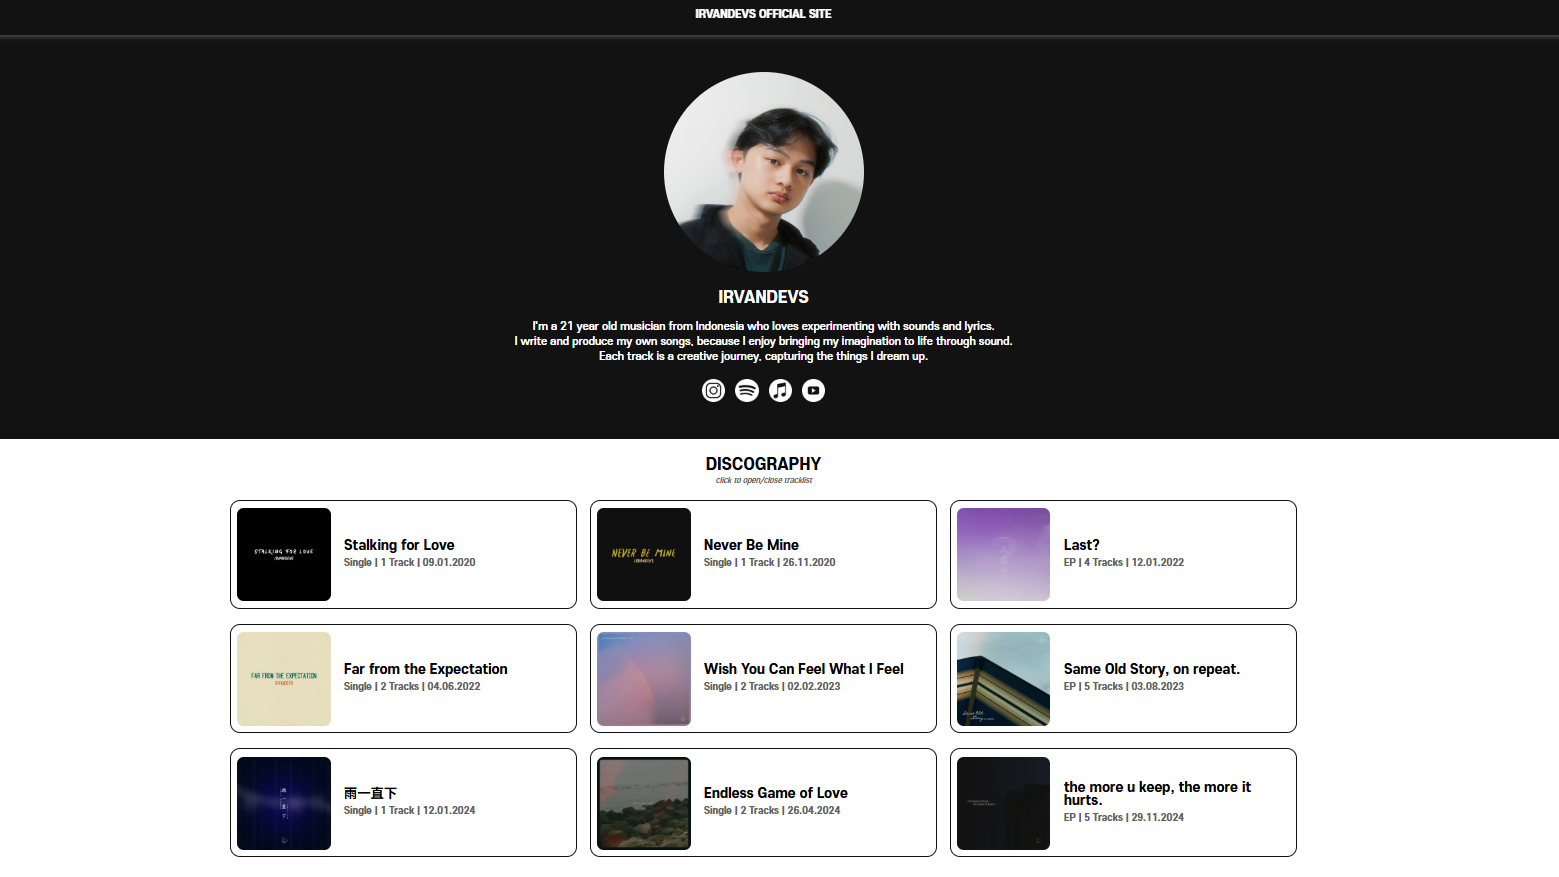 IRVANDEVS OFFICIAL SITE
IRVANDEVS
I'm a 21 year old musician from Indonesia who loves experimenting with sounds and lyrics.
I write and produce my own songs, because I enjoy bringing my imagination to life through sound.
Each track is a creative journey, capturing the things I dream up.
DISCOGRAPHY
click to open/close tracklist
STALKING FOR LOVE
IRVANDEVS
Stalking for Love
Single | 1 Track | 09.01.2020
NEVER BE MINE
IRVANDEVS
Never Be Mine
Single | 1 Track | 26.11.2020
Last?
EP | 4 Tracks | 12.01.2022
FAR FROM THE EXPECTATION
IRVANDEVS
Far from the Expectation
Single | 2 Tracks | 04.06.2022
Wish You Can Feel What I Feel
Single | 2 Tracks | 02.02.2023
Same Old
Story
Same Old Story, on repeat.
EP | 5 Tracks | 03.08.2023
雨
一
直
下
雨一直下
Single | 1 Track | 12.01.2024
Endless Game of Love
Single | 2 Tracks | 26.04.2024
the more u keep, the more it
hurts.
EP | 5 Tracks | 29.11.2024